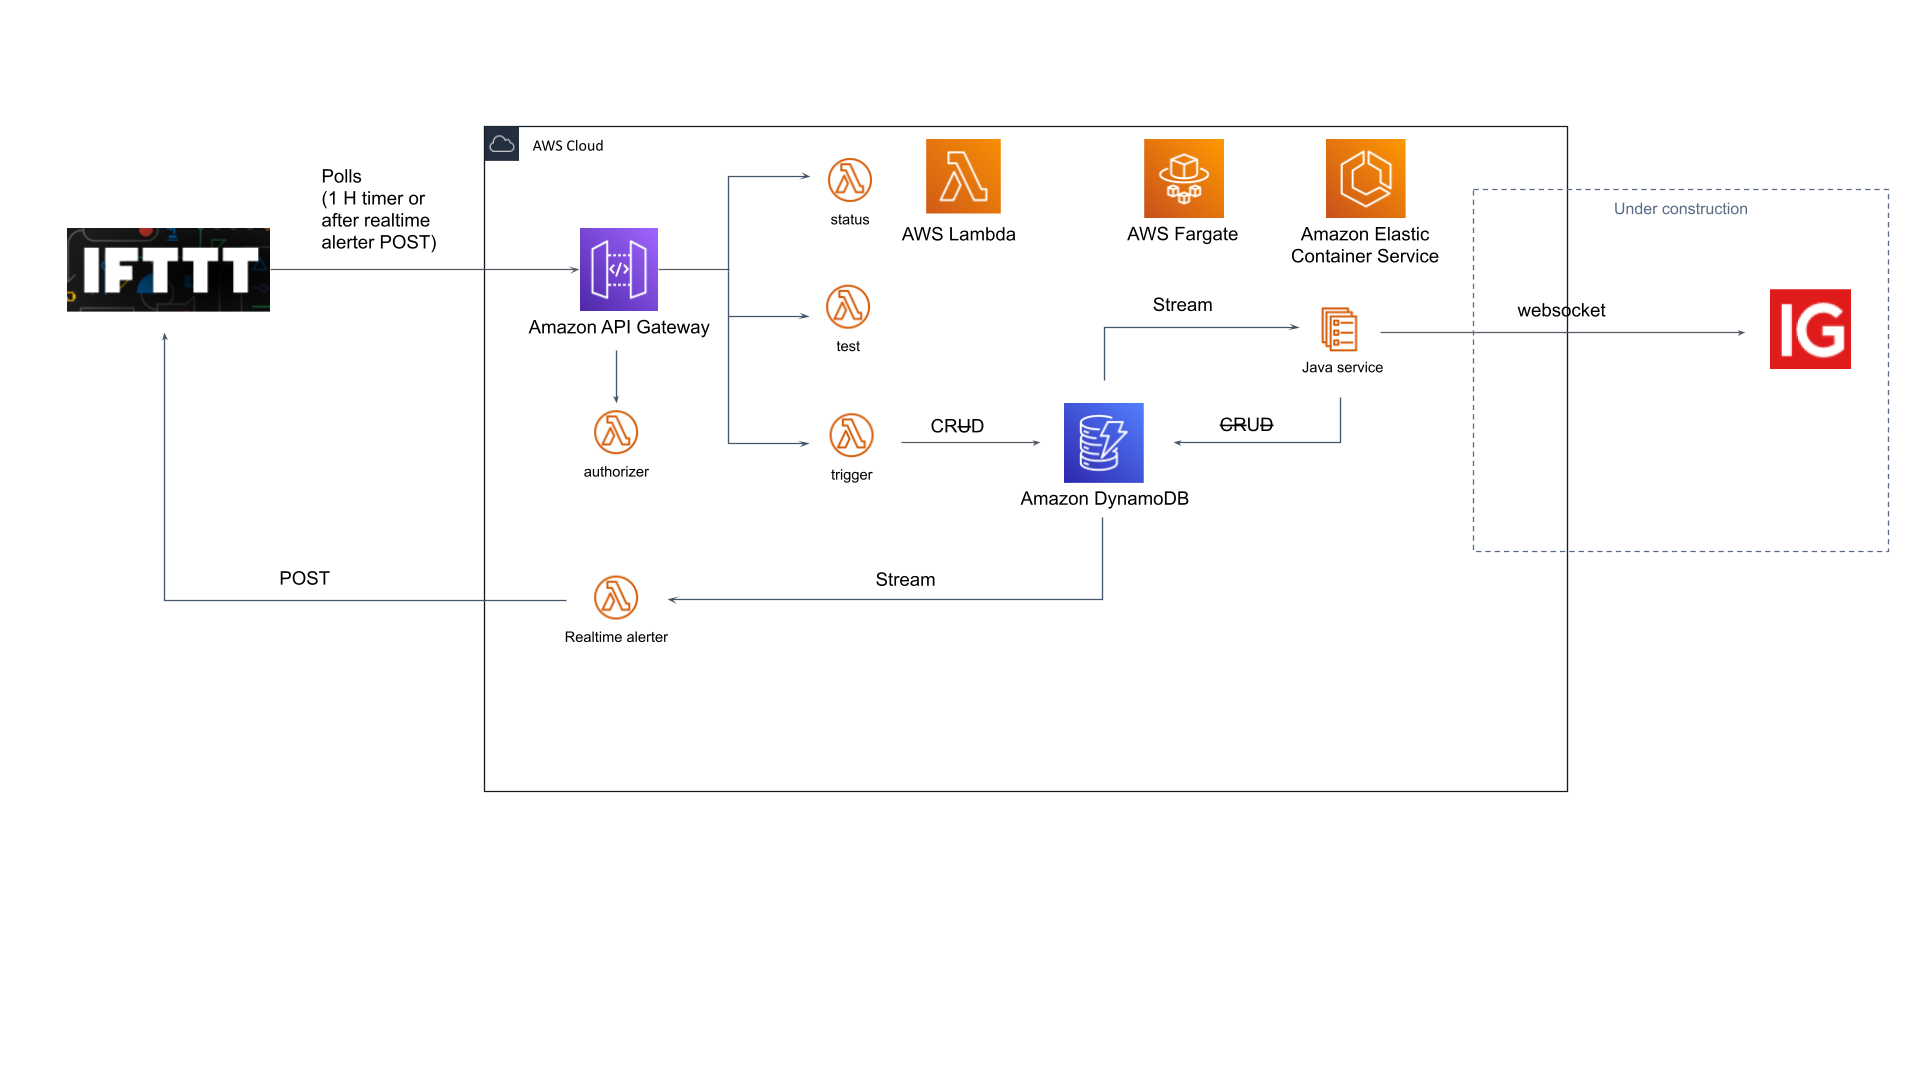 AWS Cloud
Polls
(1 H timer or
after realtime
alerter POST)
IFTTT
Amazon API Gateway
authorizer
status
test
trigger
AWS Lambda
AWS Fargate
Amazon Elastic
Container Service
Under construction
Stream
Java service
websocket
IG
CRUD
CRUD
Amazon DynamoDB
POST
Realtime alerter
Stream